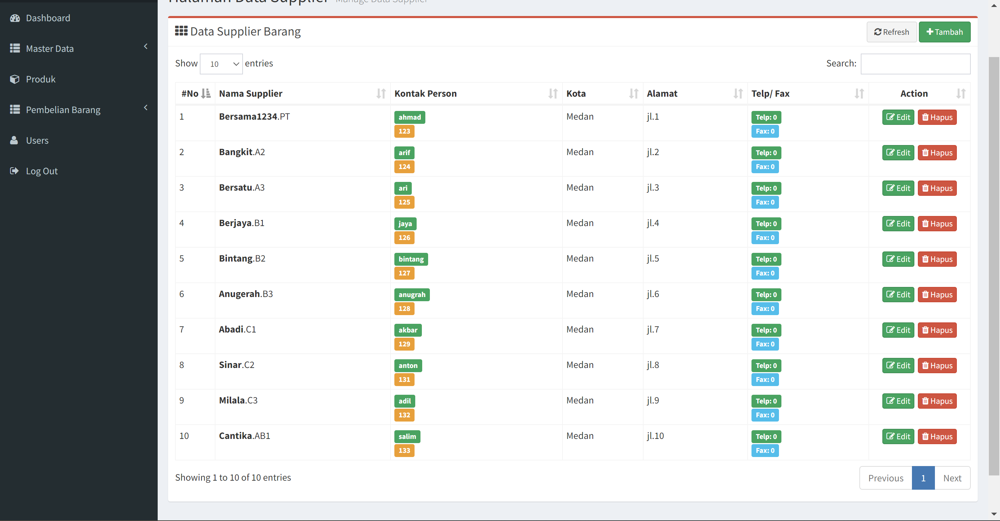 Halaman Data Supplier Manage Data Supplier
Dashboard
Master Data
Produk
Pembelian Barang
Users
Log Out
Data Supplier Barang
Refresh
Tambah
Show 10 entries
Search:
#No Nama Supplier Kontak Person Kota Alamat Telp/ Fax Action
1 Bersama1234.PT ahmad Medan jl.1 Telp: 0 Edit Hapus
123 Fax: 0
2 Bangkit.A2 arif Medan jl.2 Telp: 0 Edit Hapus
124 Fax: 0
3 Bersatu.A3 ari Medan jl.3 Telp: 0 Edit Hapus
125 Fax: 0
4 Berjaya.B1 jaya Medan jl.4 Telp: 0 Edit Hapus
126 Fax: 0
5 Bintang.B2 bintang Medan jl.5 Telp: 0 Edit Hapus
127 Fax: 0
6 Anugerah.B3 anugrah Medan jl.6 Telp: 0 Edit Hapus
128 Fax: 0
7 Abadi.C1 akbar Medan jl.7 Telp: 0 Edit Hapus
129 Fax: 0
8 Sinar.C2 anton Medan jl.8 Telp: 0 Edit Hapus
131 Fax: 0
9 Milala.C3 adil Medan jl.9 Telp: 0 Edit Hapus
132 Fax: 0
10 Cantika.AB1 salim Medan jl.10 Telp: 0 Edit Hapus
133 Fax: 0
Showing 1 to 10 of 10 entries
Previous 1 Next